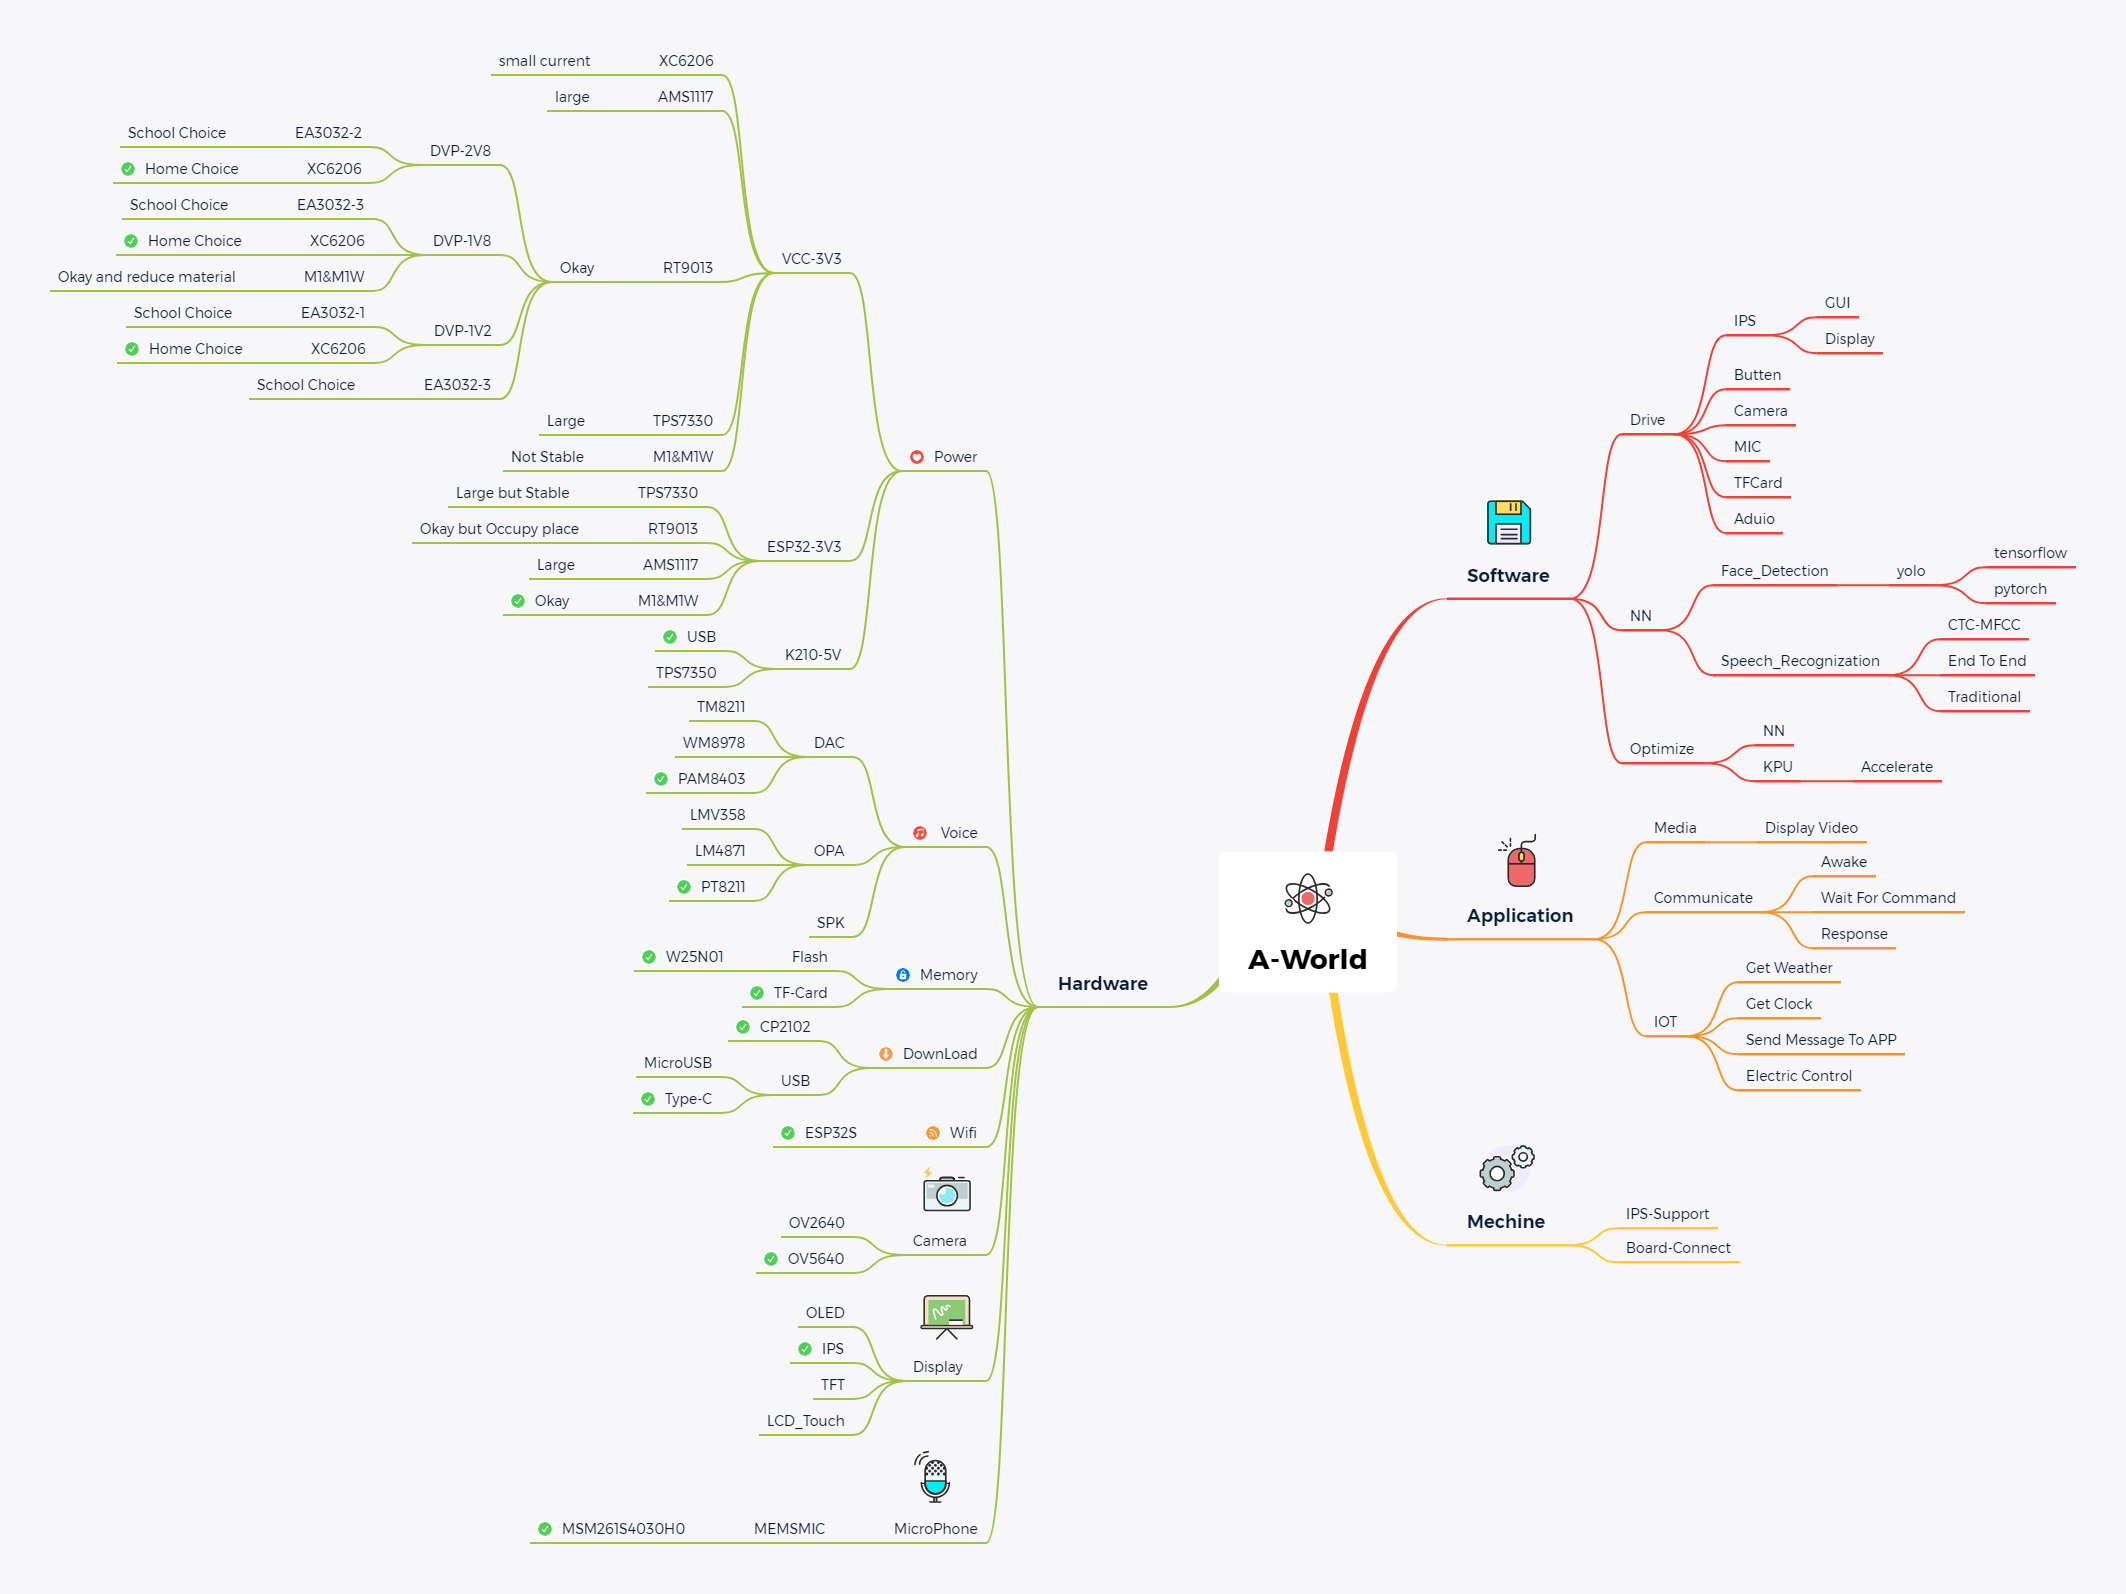 A-World
Software
Drive
IPS
GUI
Display
Butten
Camera
MIC
TFCard
Aduio
NN
Face_Detection
yolo
tensorflow
pytorch
Speech_Recognization
CTC-MFCC
End To End
Traditional
Optimize
NN
KPU
Accelerate
Application
Media
Display Video
Communicate
Awake
Wait For Command
Response
IOT
Get Weather
Get Clock
Send Message To APP
Electric Control
Mechine
IPS-Support
Board-Connect
Hardware
Power
VCC-3V3
XC6206
small current
AMS1117
large
RT9013
Okay
DVP-2V8
EA3032-2
School Choice
XC6206
Home Choice
DVP-1V8
EA3032-3
School Choice
XC6206
Home Choice
M1&M1W
Okay and reduce material
DVP-1V2
EA3032-1
School Choice
XC6206
Home Choice
EA3032-3
School Choice
TPS7330
Large
M1&M1W
Not Stable
ESP32-3V3
TPS7330
Large but Stable
RT9013
Okay but Occupy place
AMS1117
Large
M1&M1W
Okay
K210-5V
USB
TPS7350
Voice
DAC
TM8211
WM8978
PAM8403
OPA
LMV358
LM4871
PT8211
SPK
Memory
Flash
W25N01
TF-Card
DownLoad
CP2102
USB
MicroUSB
Type-C
Wifi
ESP32S
Camera
OV2640
OV5640
Display
OLED
IPS
TFT
LCD_Touch
MicroPhone
MEMSMIC
MSM261S4030H0